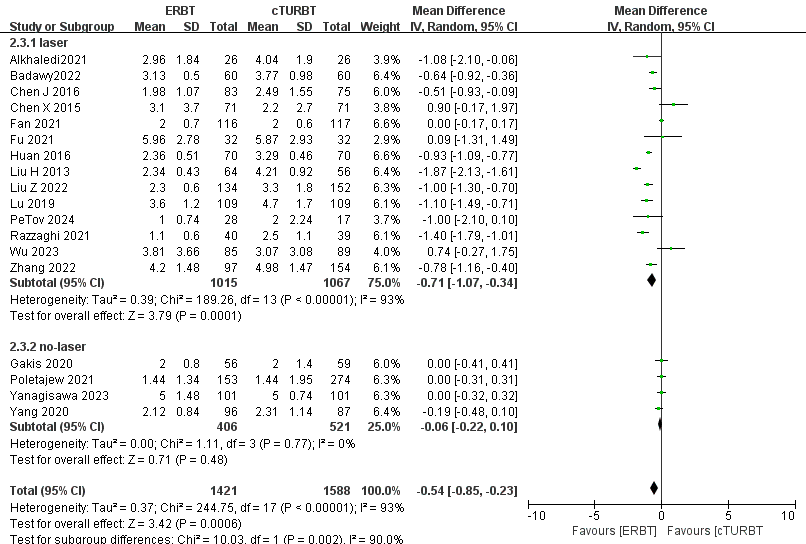 ERBT cTURBT Mean Difference Mean Difference
Study or Subgroup Mean SD Total Mean SD Total Weight IV, Random, 95% CI IV, Random, 95% CI
2.3.1 laser
Alkhaledi2021 2.96 1.84 26 4.04 1.9 26 3.9% -1.08 [-2.10, -0.06]
Badawy2022 3.13 0.5 60 3.77 0.98 60 6.4% -0.64 [-0.92, -0.36]
Chen J 2016 1.98 1.07 83 2.49 1.55 75 6.0% -0.51 [-0.93, -0.09]
Chen X 2015 3.1 3.7 71 2.2 2.7 71 3.7% 0.90 [-0.17, 1.97]
Fan 2021 2 0.7 116 2 0.6 117 6.6% 0.00 [-0.17, 0.17]
Fu 2021 5.96 2.78 32 5.87 2.93 32 2.9% 0.09 [-1.31, 1.49]
Huan 2016 2.36 0.51 70 3.29 0.46 70 6.6% -0.93 [-1.09, -0.77]
Liu H 2013 2.34 0.43 64 4.21 0.92 56 6.4% -1.87 [-2.13, -1.61]
Liu Z 2022 2.3 0.6 134 3.3 1.8 152 6.3% -1.00 [-1.30, -0.70]
Lu 2019 3.6 1.2 109 4.7 1.7 109 6.1% -1.10 [-1.49, -0.71]
PeTov 2024 1 0.74 28 2 2.24 17 3.6% -1.00 [-2.10, 0.10]
Razzaghi 2021 1.1 0.6 40 2.5 1.1 39 6.1% -1.40 [-1.79, -1.01]
Wu 2023 3.81 3.66 85 3.07 3.08 89 4.0% 0.74 [-0.27, 1.75]
Zhang 2022 4.2 1.48 97 4.98 1.47 154 6.1% -0.78 [-1.16, -0.40]
Subtotal (95% CI) 1015 1067 75.0% -0.71 [-1.07, -0.34]
Heterogeneity: Tau² = 0.39; Chi² = 189.26, df = 13 (P < 0.00001); I² = 93%
Test for overall effect: Z = 3.79 (P = 0.0001)
2.3.2 no-laser
Gakis 2020 2 0.8 56 2 1.4 59 6.0% 0.00 [-0.41, 0.41]
Poletajew 2021 1.44 1.34 153 1.44 1.95 274 6.3% 0.00 [-0.31, 0.31]
Yanagisawa 2023 5 1.48 101 5 0.74 101 6.3% 0.00 [-0.32, 0.32]
Yang 2020 2.12 0.84 96 2.31 1.14 87 6.4% -0.19 [-0.48, 0.10]
Subtotal (95% CI) 406 521 25.0% -0.06 [-0.22, 0.10]
Heterogeneity: Tau² = 0.00; Chi² = 1.11, df = 3 (P = 0.77); I² = 0%
Test for overall effect: Z = 0.71 (P = 0.48)
Total (95% CI) 1421 1588 100.0% -0.54 [-0.85, -0.23]
Heterogeneity: Tau² = 0.37; Chi² = 244.75, df = 17 (P < 0.00001); I² = 93%
Test for overall effect: Z = 3.42 (P = 0.0006)
Test for subgroup differences: Chi² = 10.03, df = 1 (P = 0.002), I² = 90.0%
-10 -5 0 5 10
Favours [ERBT] Favours [cTURBT